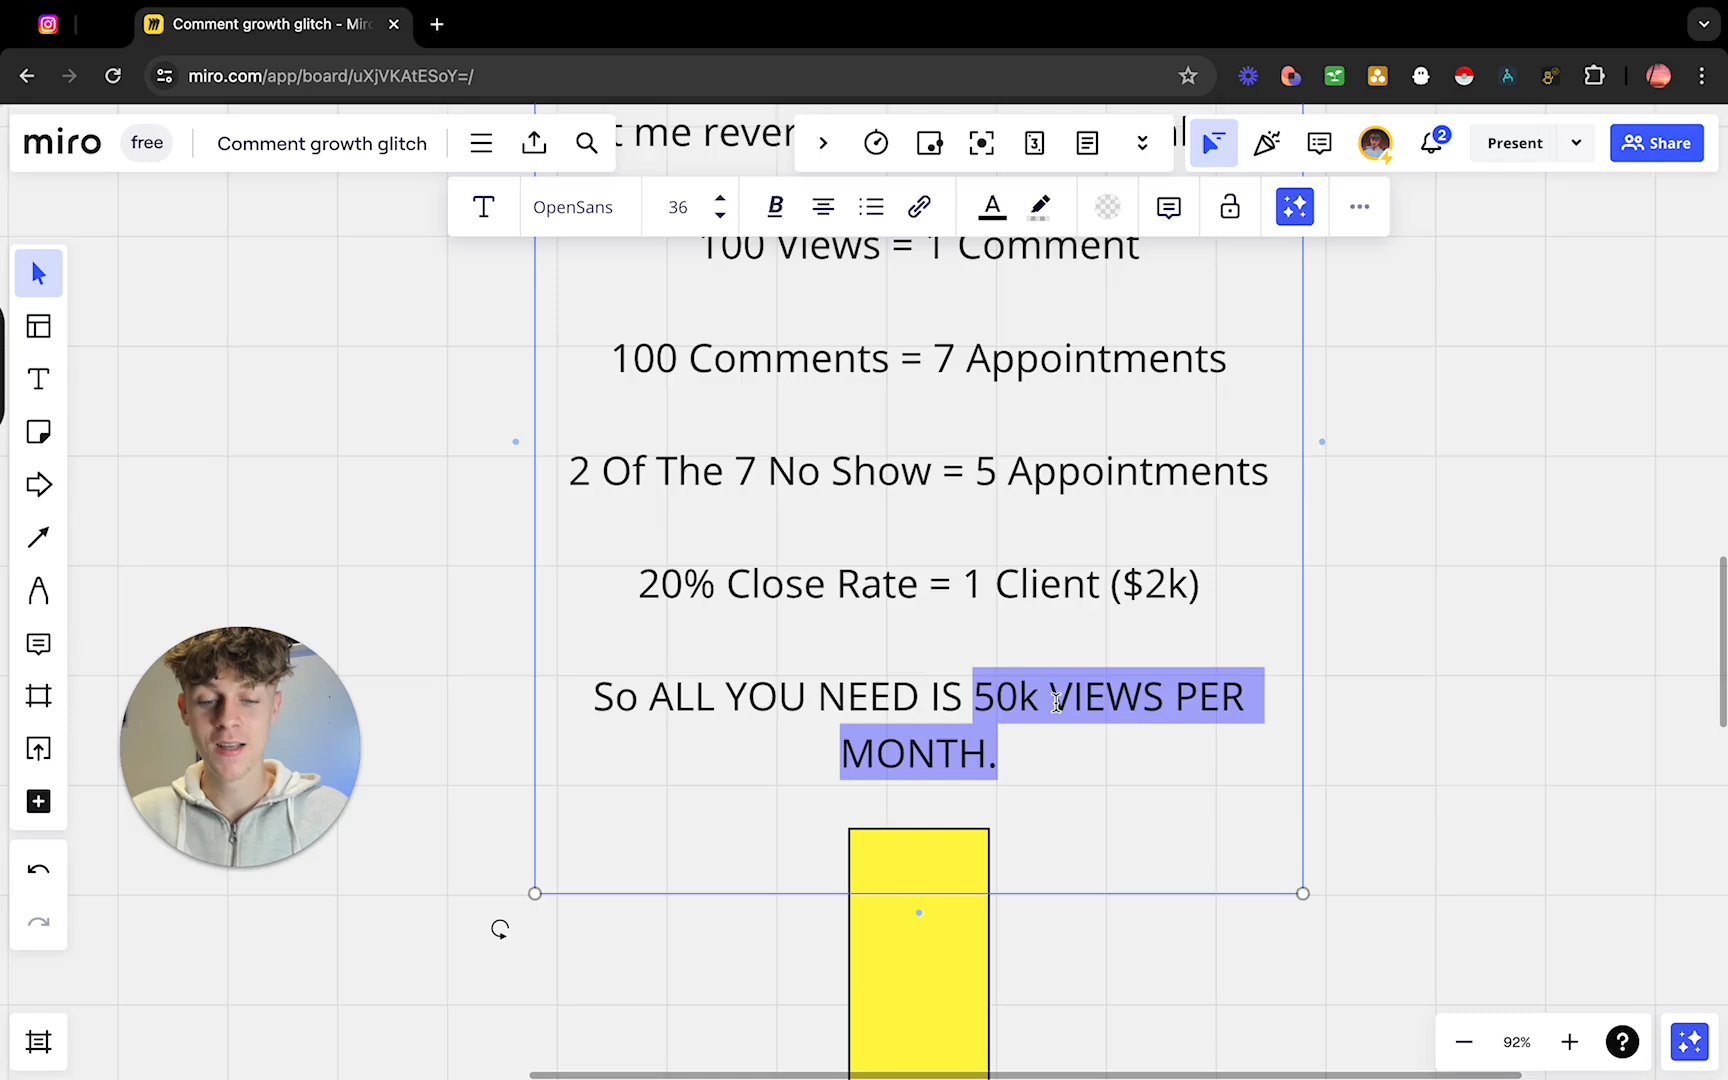 Comment growth glitch - Mir
miro.com/app/board/uXjVKAtESoY=/
miro
free
Comment growth glitch
t me rever
3
2
Present
Share
OpenSans
36
B
A
100 Views = 1 Comment
100 Comments = 7 Appointments
2 Of The 7 No Show = 5 Appointments
20% Close Rate = 1 Client ($2k)
So ALL YOU NEED IS 50k VIEWS PER
MONTH.
92%